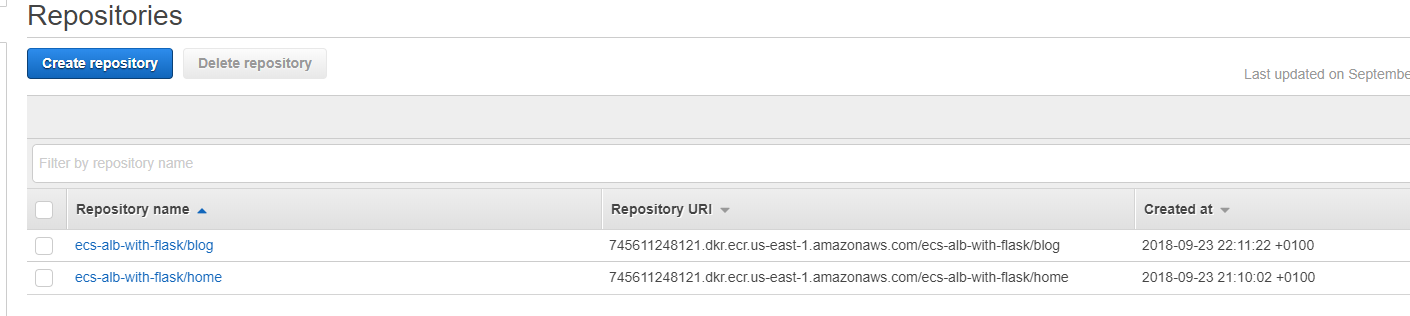 Repositories
Create repository Delete repository
Last updated on
Filter by repository name
Repository name Repository URI Created at
ecs-alb-with-flask/blog 745611248121.dkr.ecr.us-east-1.amazonaws.com/ecs-alb-with-flask/blog 2018-09-23 22:11:22 +0100
ecs-alb-with-flask/home 745611248121.dkr.ecr.us-east-1.amazonaws.com/ecs-alb-with-flask/home 2018-09-23 21:10:02 +0100